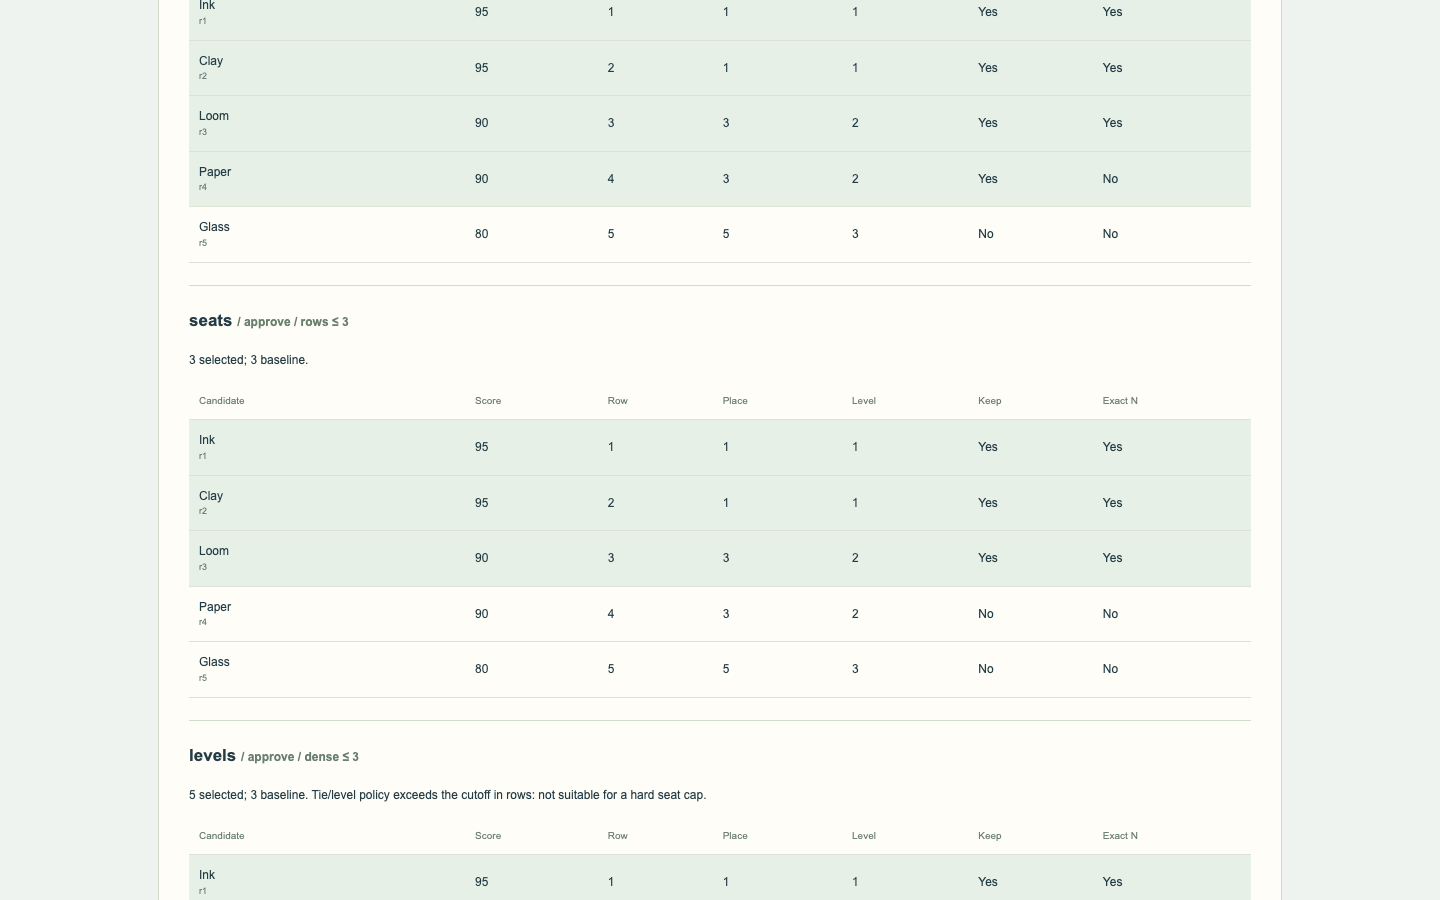 Ink 95 1 1 1 Yes Yes
r1
Clay 95 2 1 1 Yes Yes
r2
Loom 90 3 3 2 Yes Yes
r3
Paper 90 4 3 2 Yes No
r4
Glass 80 5 5 3 No No
r5
seats / approve / rows ≤ 3
3 selected; 3 baseline.
Candidate Score Row Place Level Keep Exact N
Ink 95 1 1 1 Yes Yes
r1
Clay 95 2 1 1 Yes Yes
r2
Loom 90 3 3 2 Yes Yes
r3
Paper 90 4 3 2 No No
r4
Glass 80 5 5 3 No No
r5
levels / approve / dense ≤ 3
5 selected; 3 baseline. Tie/level policy exceeds the cutoff in rows: not suitable for a hard seat cap.
Candidate Score Row Place Level Keep Exact N
Ink 95 1 1 1 Yes Yes
r1